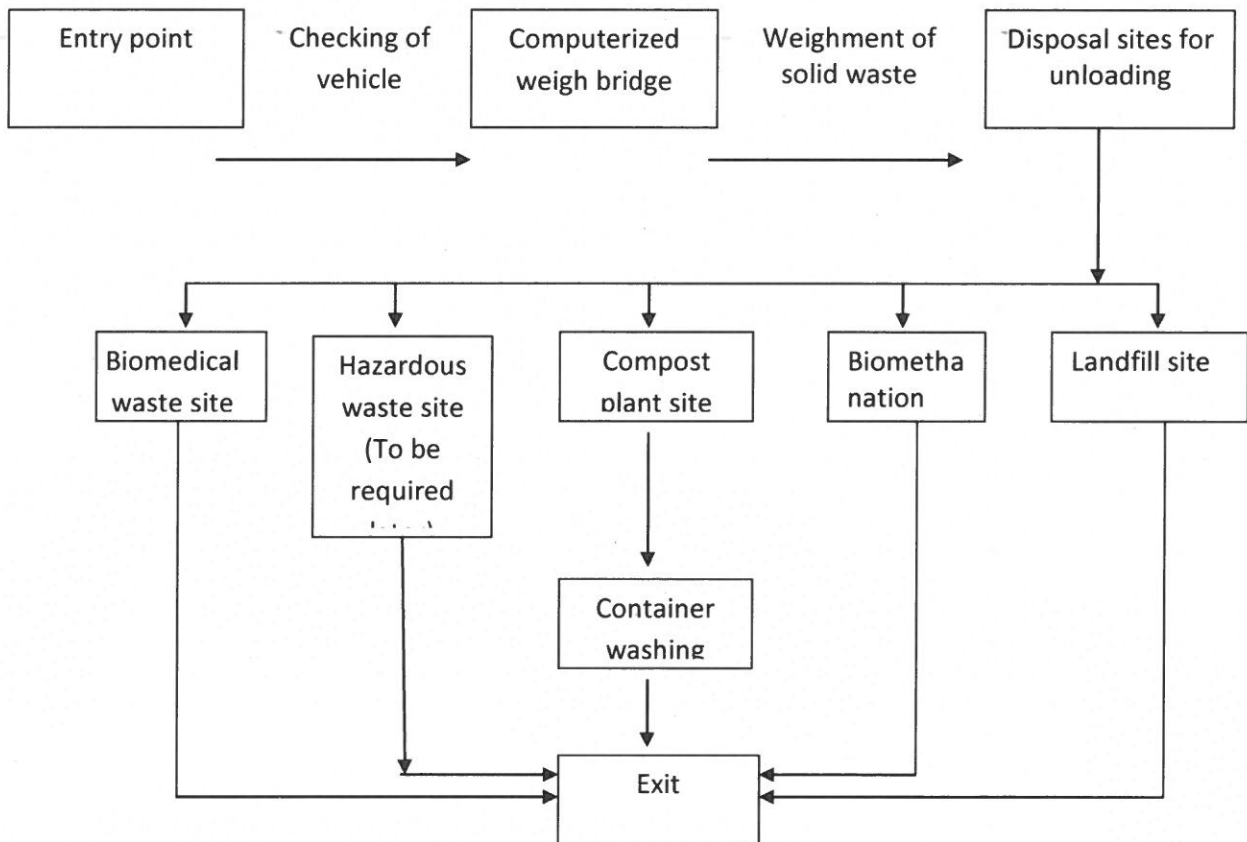 Entry point
Checking of
vehicle
Computerized
weigh bridge
Weighment of
solid waste
Disposal sites for
unloading
Biomedical
waste site
Hazardous
waste site
(To be
required
Compost
plant site
Biometha
nation
Landfill site
Container
washing
Exit